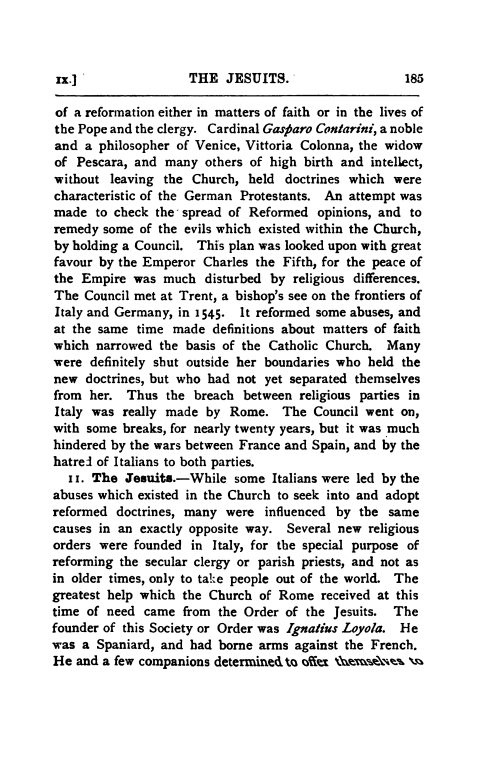 IX.] THE JESUITS. 185
of a reformation either in matters of faith or in the lives of
the Pope and the clergy. Cardinal Gasparo Contarini, a noble
and a philosopher of Venice, Vittoria Colonna, the widow
of Pescara, and many others of high birth and intellect,
without leaving the Church, held doctrines which were
characteristic of the German Protestants. An attempt was
made to check the spread of Reformed opinions, and to
remedy some of the evils which existed within the Church,
by holding a Council. This plan was looked upon with great
favour by the Emperor Charles the Fifth, for the peace of
the Empire was much disturbed by religious differences.
The Council met at Trent, a bishop's see on the frontiers of
Italy and Germany, in 1545. It reformed some abuses, and
at the same time made definitions about matters of faith
which narrowed the basis of the Catholic Church. Many
were definitely shut outside her boundaries who held the
new doctrines, but who had not yet separated themselves
from her. Thus the breach between religious parties in
Italy was really made by Rome. The Council went on,
with some breaks, for nearly twenty years, but it was much
hindered by the wars between France and Spain, and by the
hatred of Italians to both parties.
11. The Jesuits.—While some Italians were led by the
abuses which existed in the Church to seek into and adopt
reformed doctrines, many were influenced by the same
causes in an exactly opposite way. Several new religious
orders were founded in Italy, for the special purpose of
reforming the secular clergy or parish priests, and not as
in older times, only to take people out of the world. The
greatest help which the Church of Rome received at this
time of need came from the Order of the Jesuits. The
founder of this Society or Order was Ignatius Loyola. He
was a Spaniard, and had borne arms against the French.
He and a few companions determined to offer themselves to